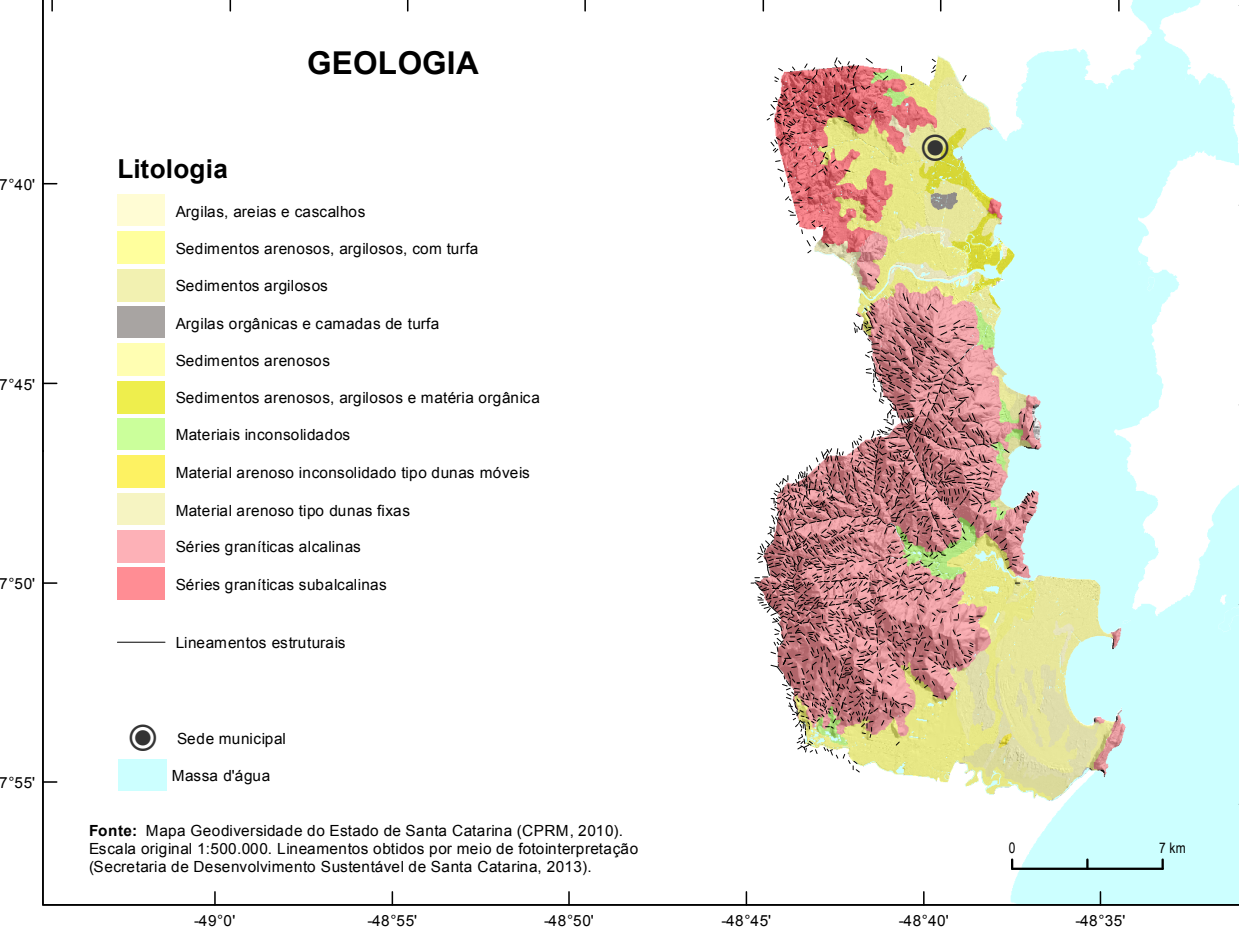 GEOLOGIA
Litologia
Argilas, areias e cascalhos
Sedimentos arenosos, argilosos, com turfa
Sedimentos argilosos
Argilas orgânicas e camadas de turfa
Sedimentos arenosos
Sedimentos arenosos, argilosos e matéria orgânica
Materiais inconsolidados
Material arenoso inconsolidado tipo dunas móveis
Material arenoso tipo dunas fixas
Séries graníticas alcalinas
Séries graníticas subalcalinas
Lineamentos estruturais
Sede municipal
Massa d'água
Fonte: Mapa Geodiversidade do Estado de Santa Catarina (CPRM, 2010).
Escala original 1:500.000. Lineamentos obtidos por meio de fotointerpretação
(Secretaria de Desenvolvimento Sustentável de Santa Catarina, 2013).
7°40'
7°45'
7°50'
7°55'
0 7 km
-49°0' -48°55' -48°50' -48°45' -48°40' -48°35'